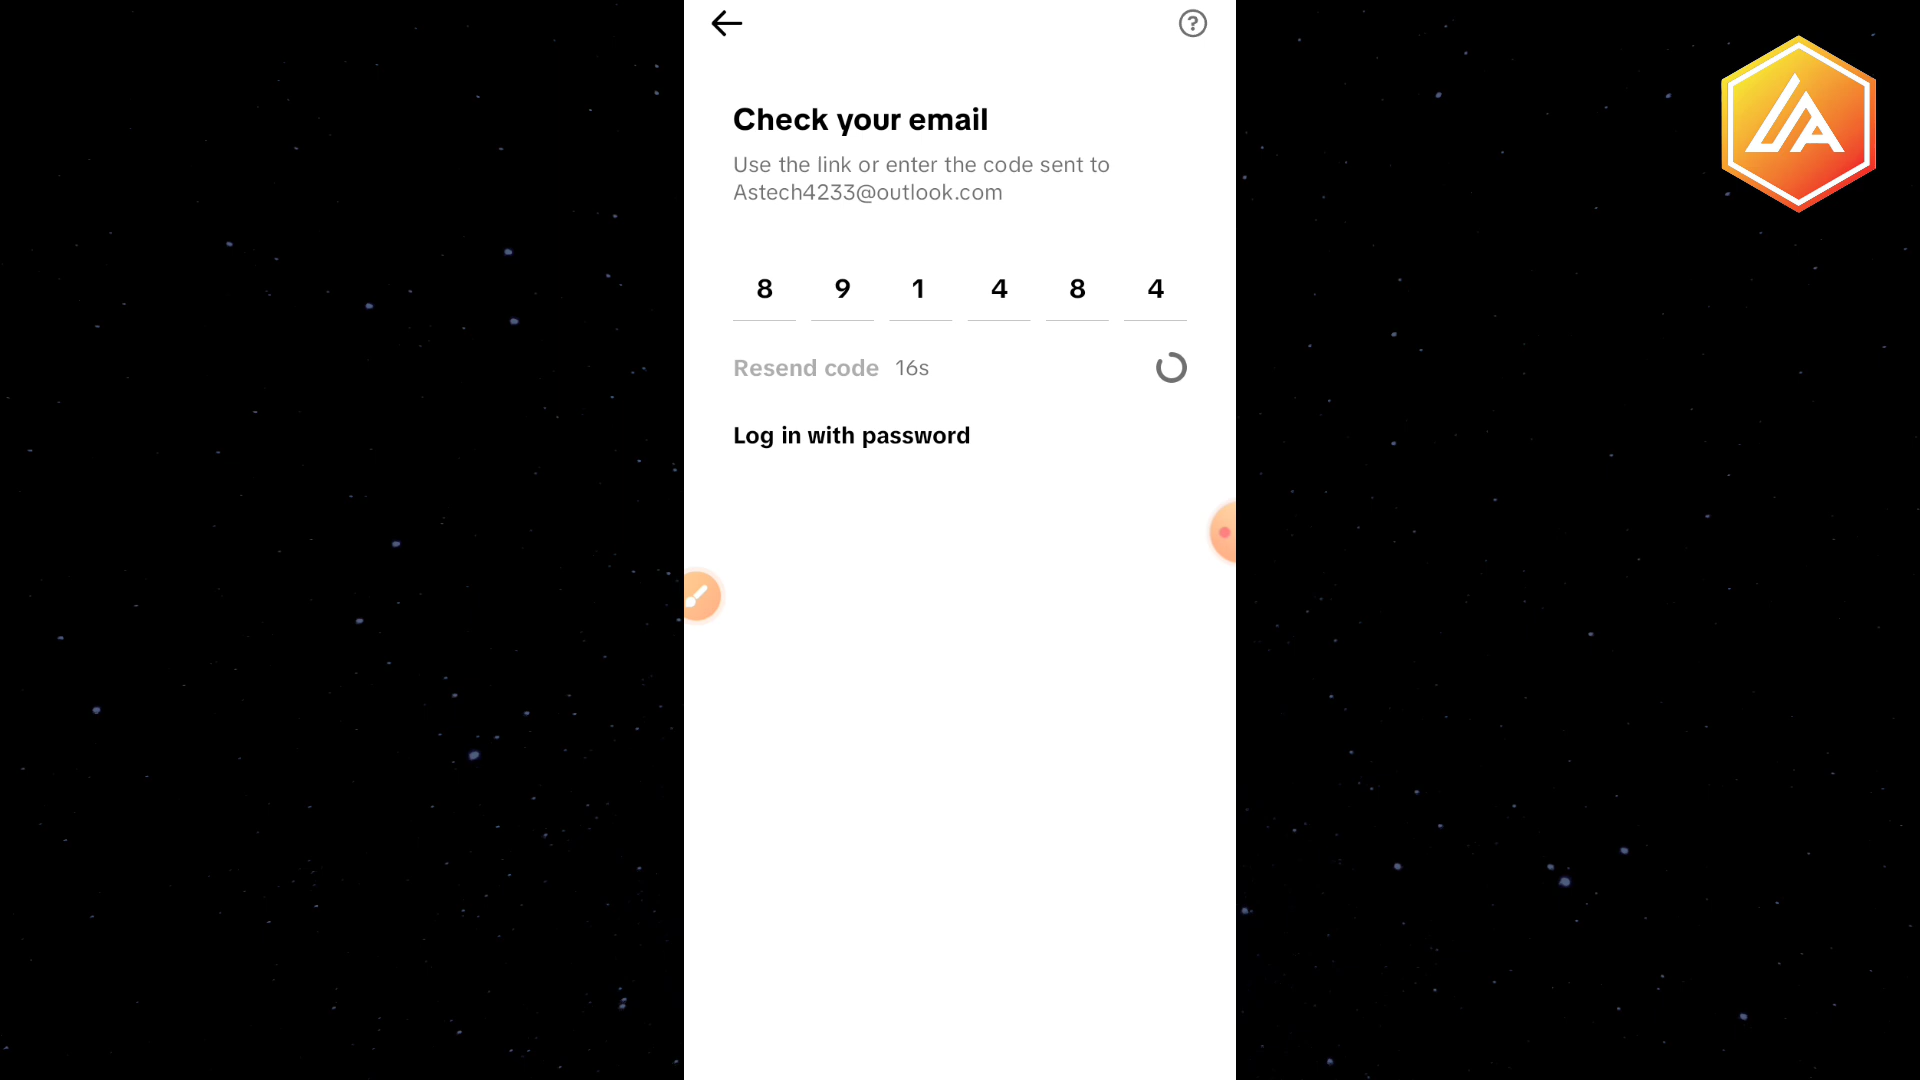 Check your email
Use the link or enter the code sent to
Astech4233@outlook.com
8 9 1 4 8 4
Resend code 16s
Log in with password